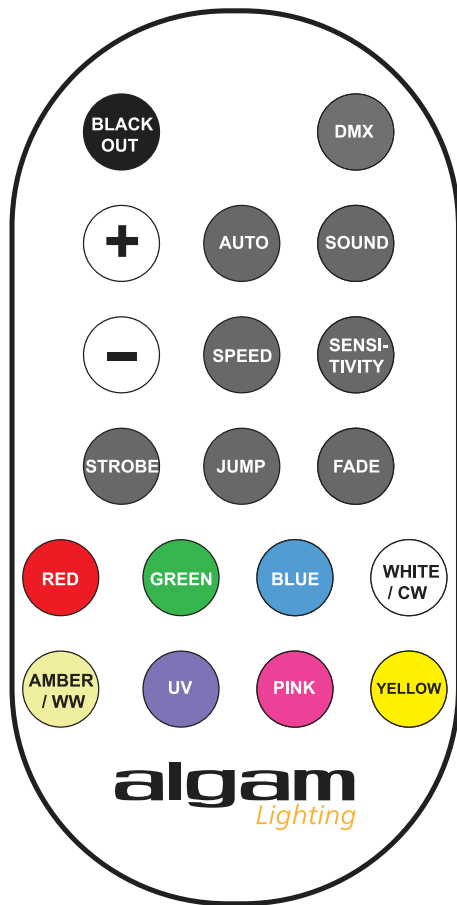 BLACK
OUT
DMX
+
AUTO
SOUND
-
SPEED
SENSI-
TIVITY
STROBE
JUMP
FADE
RED
GREEN
BLUE
WHITE
/ CW
AMBER
/ WW
UV
PINK
YELLOW
algam
Lighting